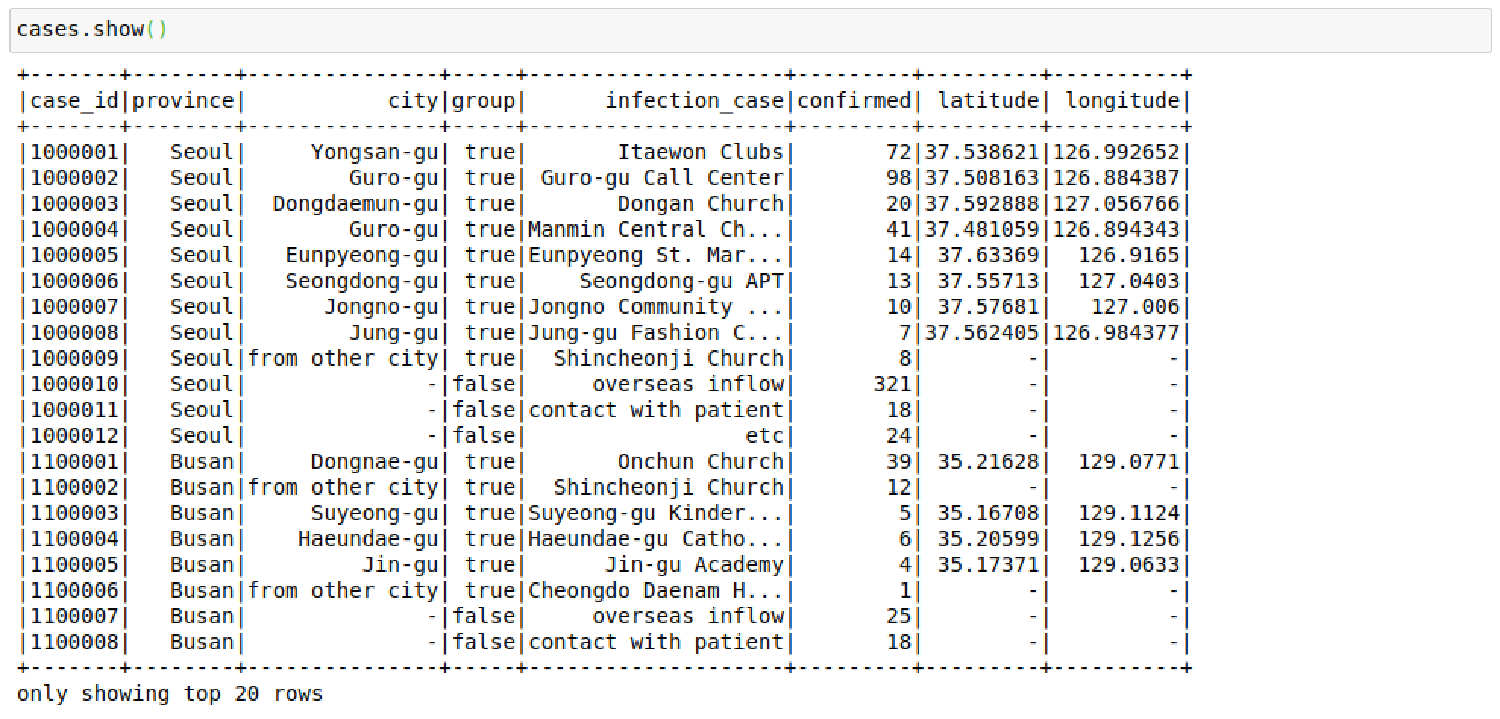 cases.show()
+-------+--------+---------------+-----+--------------------+---------+---------+----------+
|case_id|province|           city|group|      infection_case|confirmed| latitude| longitude|
+-------+--------+---------------+-----+--------------------+---------+---------+----------+
|1000001|   Seoul|     Yongsan-gu| true|       Itaewon Clubs|       72|37.538621|126.992652|
|1000002|   Seoul|        Guro-gu| true| Guro-gu Call Center|       98|37.508163|126.884387|
|1000003|   Seoul|  Dongdaemun-gu| true|       Dongan Church|       20|37.592888|127.056766|
|1000004|   Seoul|        Guro-gu| true|Manmin Central Ch...|       41|37.481059|126.894343|
|1000005|   Seoul|   Eunpyeong-gu| true|Eunpyeong St. Mar...|       14| 37.63369|  126.9165|
|1000006|   Seoul|   Seongdong-gu| true|    Seongdong-gu APT|       13| 37.55713|  127.0403|
|1000007|   Seoul|      Jongno-gu| true|Jongno Community ...|       10| 37.57681|   127.006|
|1000008|   Seoul|        Jung-gu| true|Jung-gu Fashion C...|        7|37.562405|126.984377|
|1000009|   Seoul|from other city| true|  Shincheonji Church|        8|        -|         -|
|1000010|   Seoul|              -|false|     overseas inflow|      321|        -|         -|
|1000011|   Seoul|              -|false|contact with patient|       18|        -|         -|
|1000012|   Seoul|              -|false|                 etc|       24|        -|         -|
|1100001|   Busan|     Dongnae-gu| true|       Onchun Church|       39| 35.21628|  129.0771|
|1100002|   Busan|from other city| true|  Shincheonji Church|       12|        -|         -|
|1100003|   Busan|     Suyeong-gu| true|Suyeong-gu Kinder...|        5| 35.16708|  129.1124|
|1100004|   Busan|    Haeundae-gu| true|Haeundae-gu Catho...|        6| 35.20599|  129.1256|
|1100005|   Busan|         Jin-gu| true|      Jin-gu Academy|        4| 35.17371|  129.0633|
|1100006|   Busan|from other city| true|Cheongdo Daenam H...|        1|        -|         -|
|1100007|   Busan|              -|false|     overseas inflow|       25|        -|         -|
|1100008|   Busan|              -|false|contact with patient|       18|        -|         -|
+-------+--------+---------------+-----+--------------------+---------+---------+----------+
only showing top 20 rows